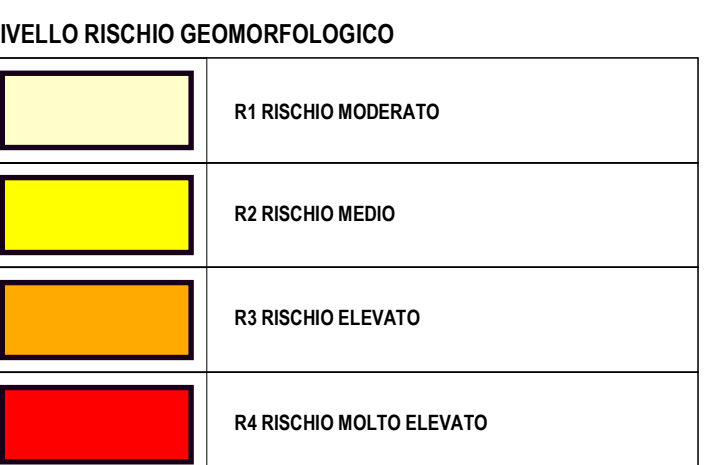 IVELLO RISCHIO GEOMORFOLOGICO
R1 RISCHIO MODERATO
R2 RISCHIO MEDIO
R3 RISCHIO ELEVATO
R4 RISCHIO MOLTO ELEVATO